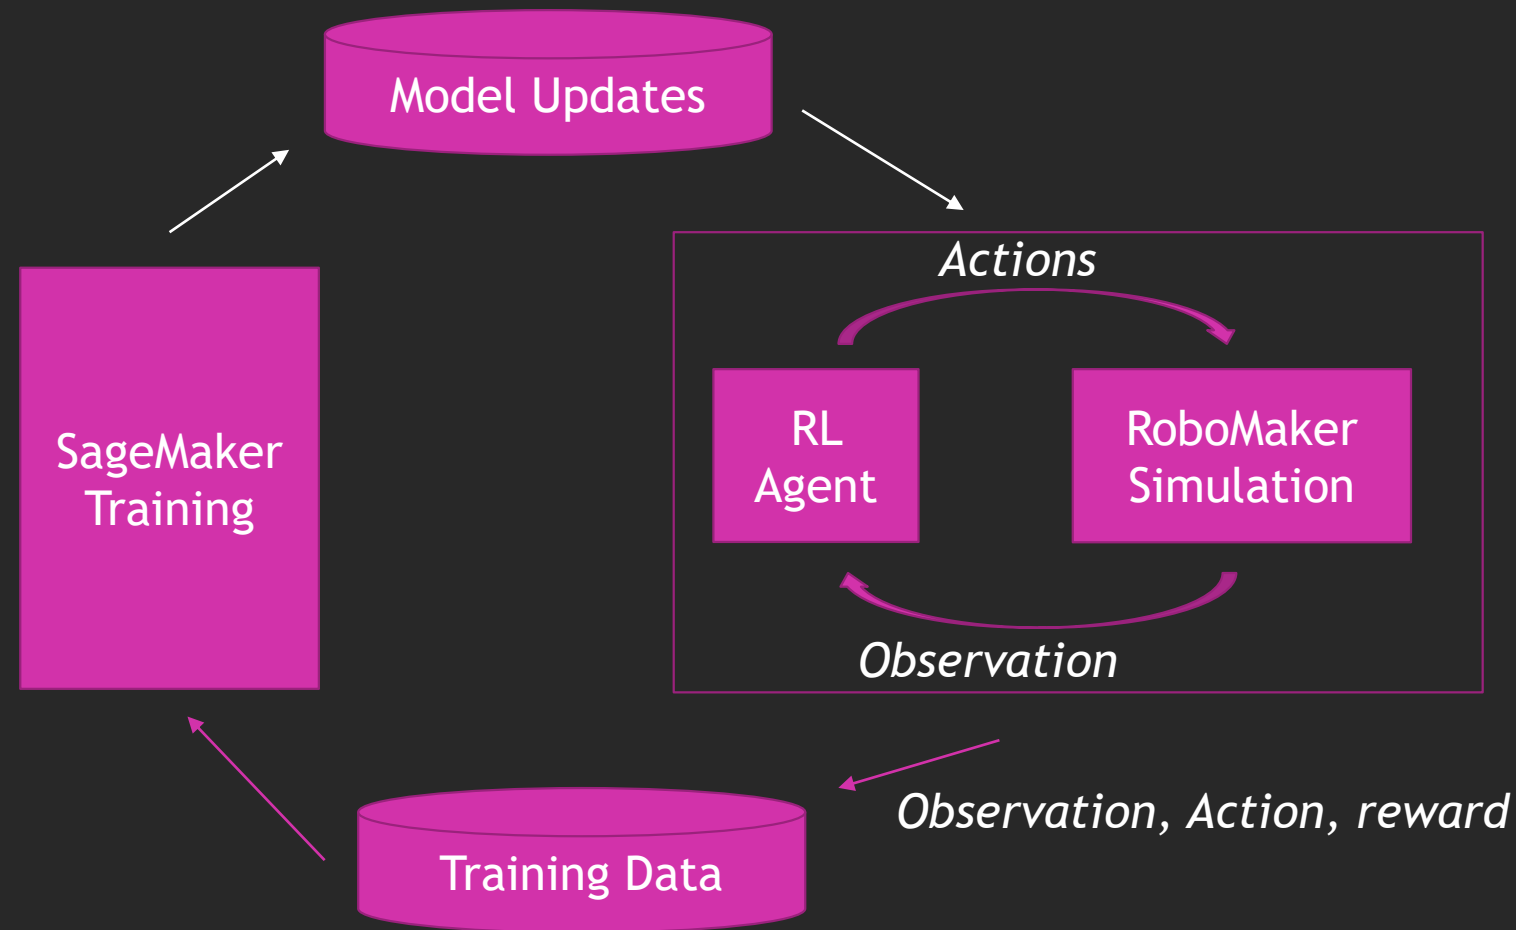 Model Updates
Actions
SageMaker
Training
RL
Agent
RoboMaker
Simulation
Observation
Observation, Action, reward
Training Data